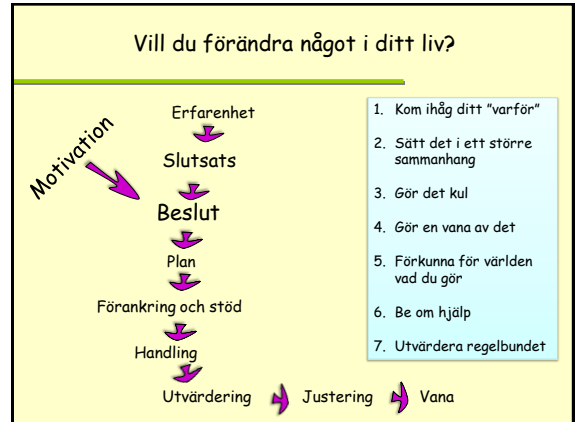 Vill du förändra något i ditt liv?
Motivation
Erfarenhet
Slutsats
Beslut
Plan
Förankring och stöd
Handling
Utvärdering Justering Vana
1. Kom ihåg ditt "varför"
2. Sätt det i ett större
sammanhang
3. Gör det kul
4. Gör en vana av det
5. Förkunna för världen
vad du gör
6. Be om hjälp
7. Utvärdera regelbundet